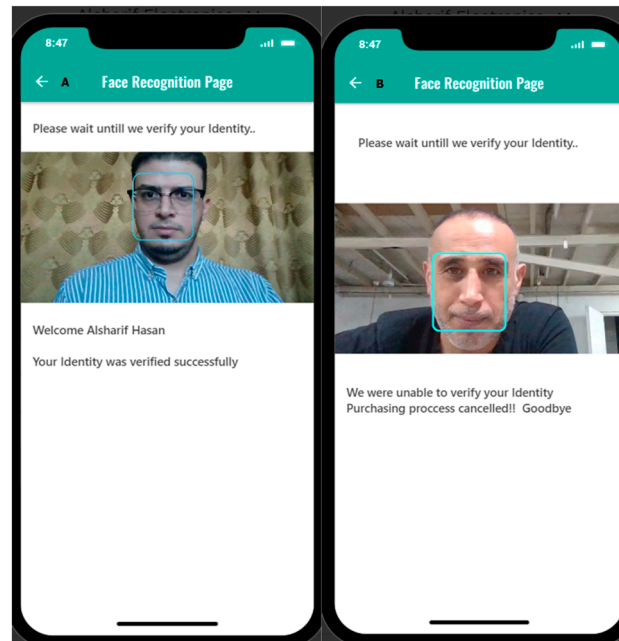 8:47
A Face Recognition Page
Please wait untill we verify your Identity..
Welcome Alsharif Hasan
Your Identity was verified successfully
8:47
B Face Recognition Page
Please wait untill we verify your Identity..
We were unable to verify your Identity
Purchasing proccess cancelled!! Goodbye